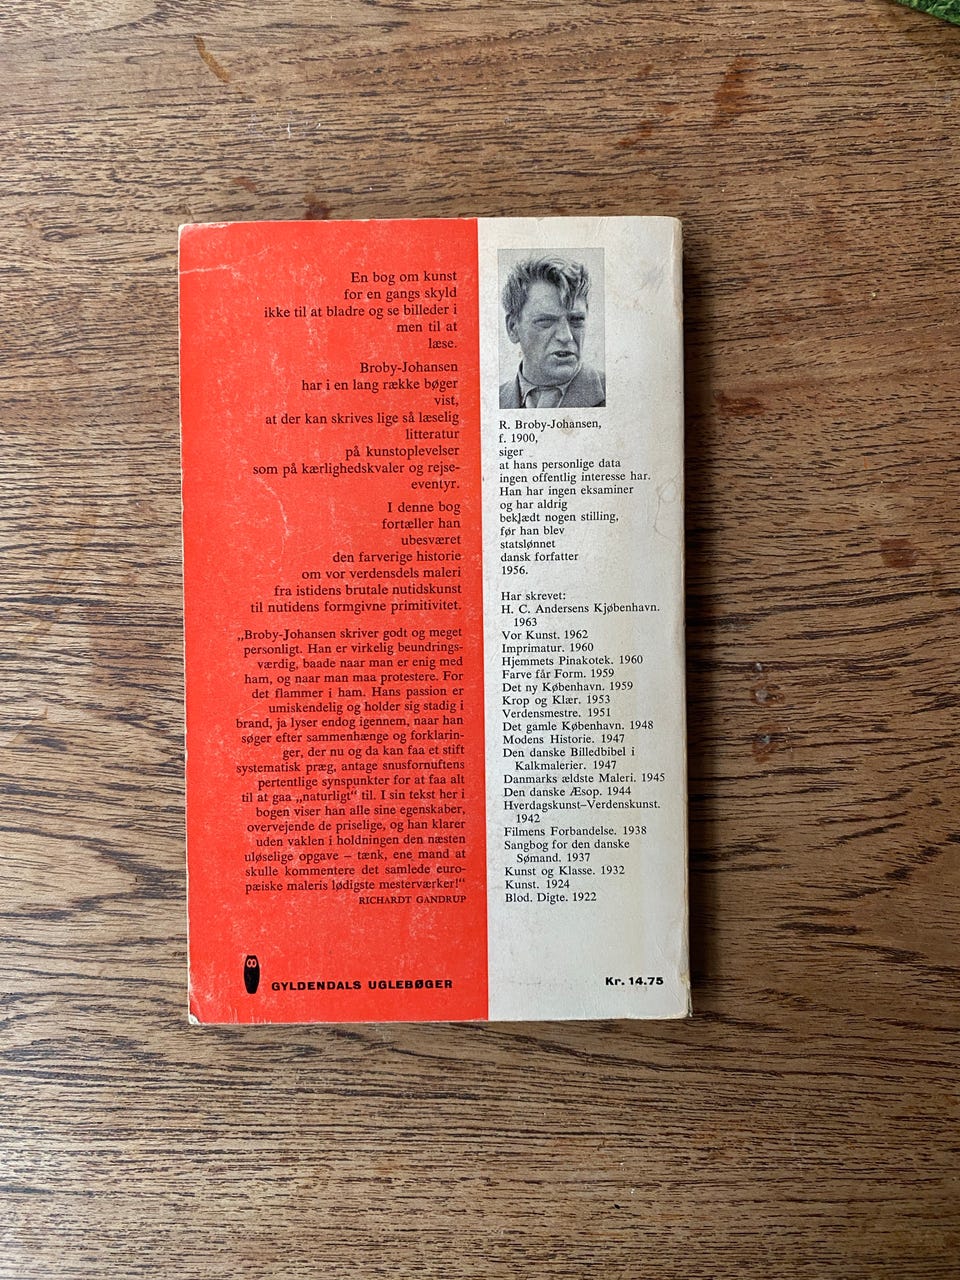 En bog om kunst
for en gangs skyld
ikke til at bladre og se billeder i
men til at
læse.
Broby-Johansen
har i en lang række bøger
vist,
at der kan skrives lige så læselig
litteratur
på kunstoplevelser
som på kærlighedskvaler og rejse-
eventyr.
I denne bog
fortæller han
ubesværet
den farverige historie
om vor verdensdels maleri
fra istidens brutale nutidskunst
til nutidens formgivne primitivitet.
„Broby-Johansen skriver godt og meget
personligt. Han er virkelig beundrings-
værdig, baade naar man er enig med
ham, og naar man maa protestere. For
det flammer i ham. Hans passion er
umiskendelig og holder sig stadig i
brand, ja lyser endog igennem, naar han
søger efter sammenhænge og forklarin-
ger, der nu og da kan faa et stift
systematisk præg, antage snusfornuftens
pertentlige synspunkter for at faa alt
til at gaa „naturligt“ til. I sin tekst her i
bogen viser han alle sine egenskaber,
overvejende de priselige, og han klarer
uden vaklen i holdningen den næsten
uløselige opgave – tænk, ene mand at
skulle kommentere det samlede euro-
pæiske maleris lødigste mesterværker!“
RICHARDT GANDRUP
GYLDENDALS UGLEBØGER
R. Broby-Johansen,
f. 1900,
siger
at hans personlige data
ingen offentlig interesse har.
Han har ingen eksaminer
og har aldrig
beklædt nogen stilling,
før han blev
statslønnet
dansk forfatter
1956.
Har skrevet:
H. C. Andersens Kjøbenhavn.
1963
Vor Kunst. 1962
Imprimatur. 1960
Hjemmets Pinakotek. 1960
Farve får Form. 1959
Det ny København. 1959
Krop og Klær. 1953
Verdensmestre. 1951
Det gamle København. 1948
Modens Historie. 1947
Den danske Billedbibel i
Kalkmalerier. 1947
Danmarks ældste Maleri. 1945
Den danske Æsop. 1944
Hverdagskunst–Verdenskunst.
1942
Filmens Forbandelse. 1938
Sangbog for den danske
Sømand. 1937
Kunst og Klasse. 1932
Kunst. 1924
Blod. Digte. 1922
Kr. 14.75